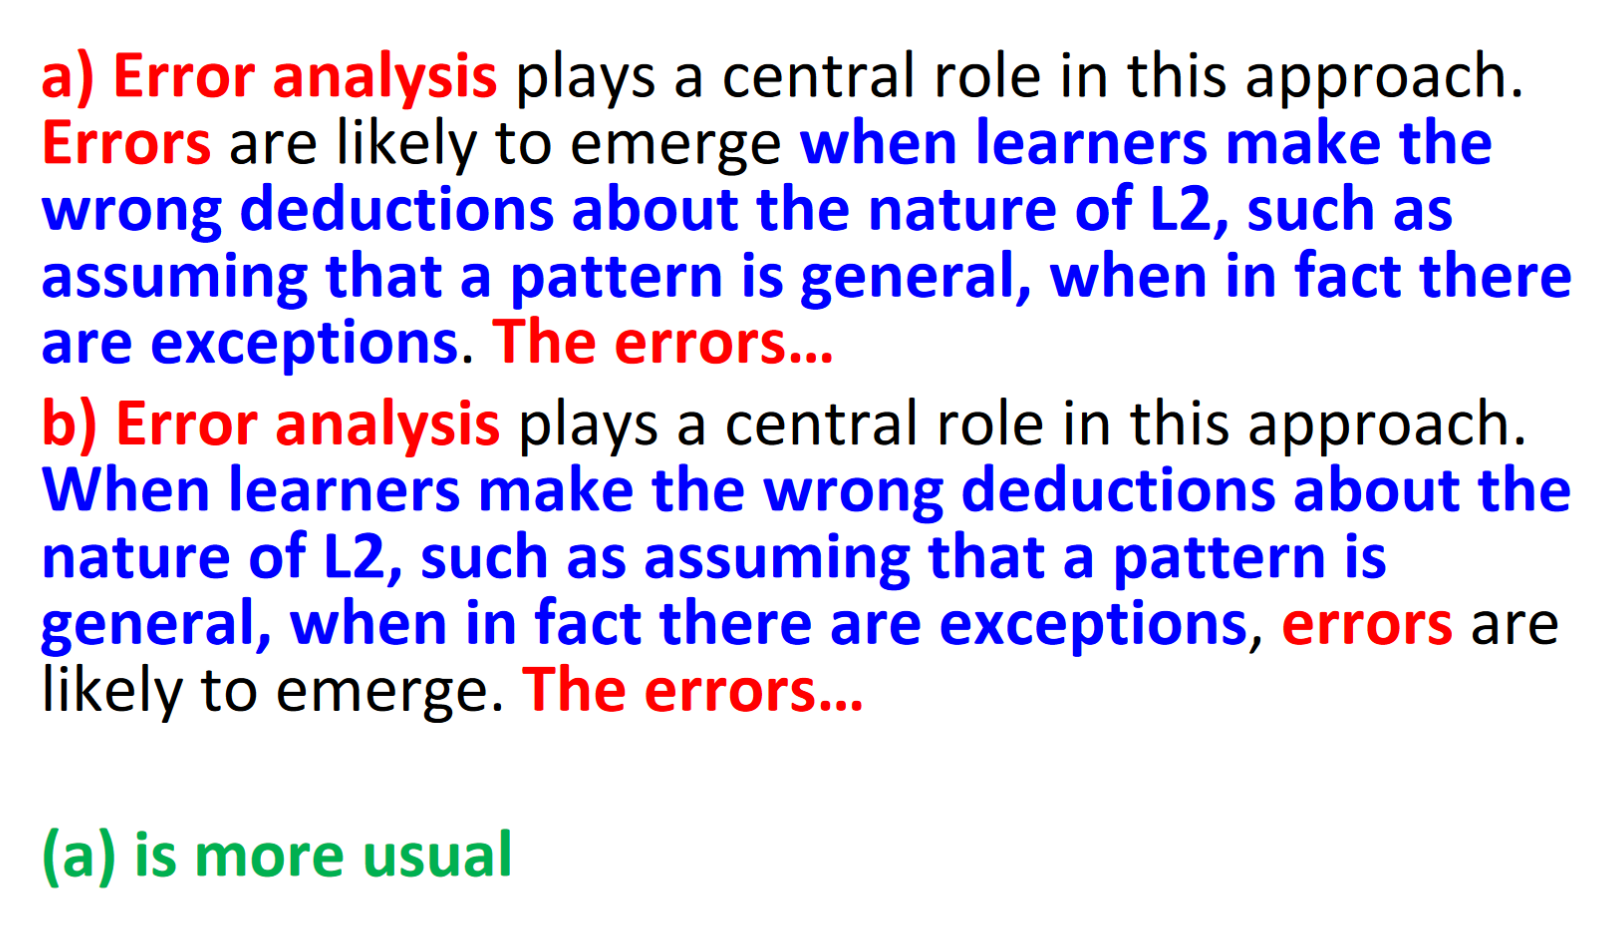 a) Error analysis plays a central role in this approach.
Errors are likely to emerge when learners make the
wrong deductions about the nature of L2, such as
assuming that a pattern is general, when in fact there
are exceptions. The errors…
b) Error analysis plays a central role in this approach.
When learners make the wrong deductions about the
nature of L2, such as assuming that a pattern is
general, when in fact there are exceptions, errors are
likely to emerge. The errors…
(a) is more usual